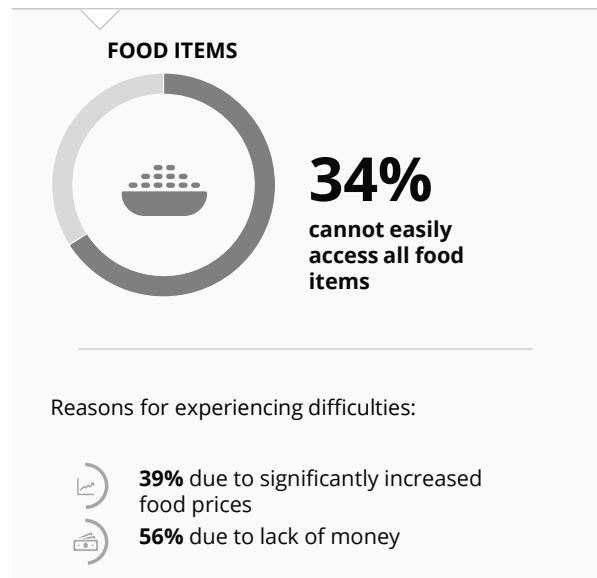 FOOD ITEMS
34%
cannot easily
access all food
items
Reasons for experiencing difficulties:
39% due to significantly increased
food prices
56% due to lack of money